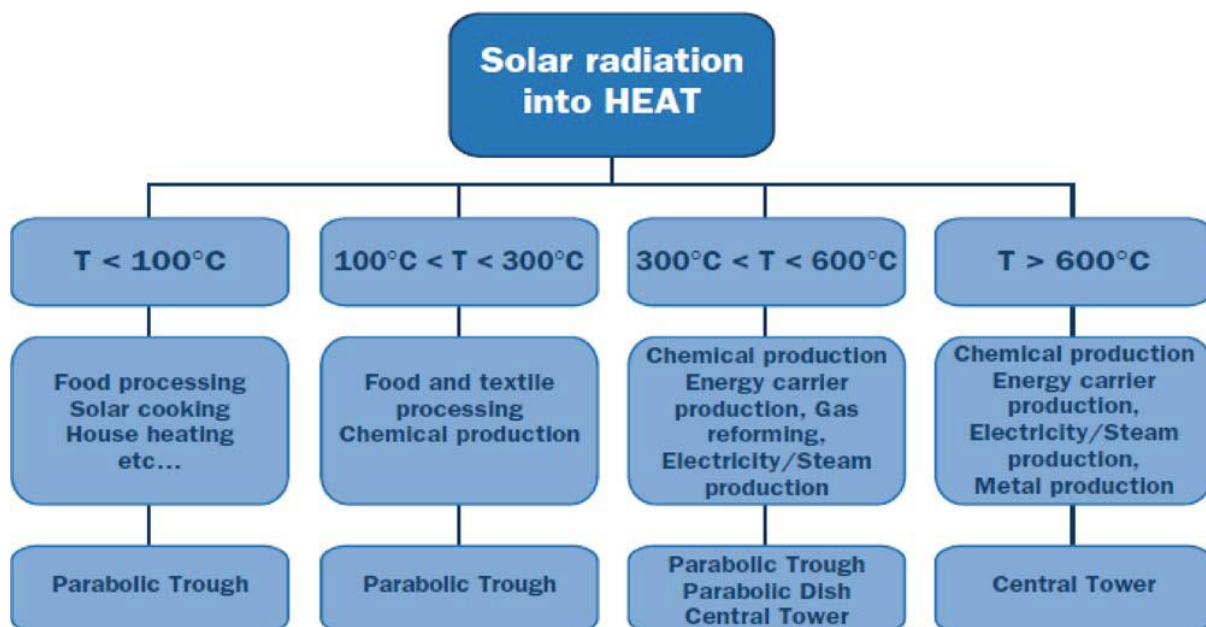 Solar radiation
into HEAT
T < 100°C
100°C < T < 300°C
300°C < T < 600°C
T > 600°C
Food processing
Solar cooking
House heating
etc...
Food and textile
processing
Chemical production
Chemical production
Energy carrier
production, Gas
reforming,
Electricity/Steam
production
Chemical production
Energy carrier
production,
Electricity/Steam
production,
Metal production
Parabolic Trough
Parabolic Trough
Parabolic Trough
Parabolic Dish
Central Tower
Central Tower